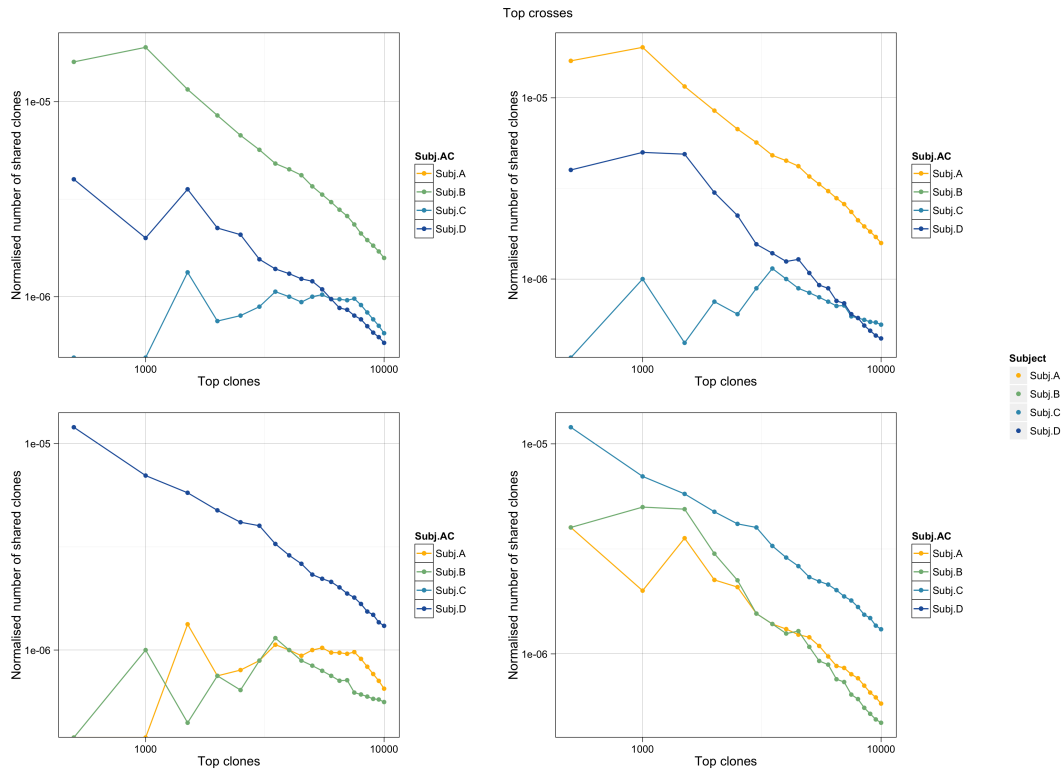 Top crosses
Normalised number of shared clones
1e-05
1e-06
1000
10000
Top clones
Subj.AC
Subj.A
Subj.B
Subj.C
Subj.D
Normalised number of shared clones
1e-05
1e-06
1000
10000
Top clones
Subj.AC
Subj.A
Subj.B
Subj.C
Subj.D
Subject
Subj.A
Subj.B
Subj.C
Subj.D
Normalised number of shared clones
1e-05
1e-06
1000
10000
Top clones
Subj.AC
Subj.A
Subj.B
Subj.C
Subj.D
Normalised number of shared clones
1e-05
1e-06
1000
10000
Top clones
Subj.AC
Subj.A
Subj.B
Subj.C
Subj.D